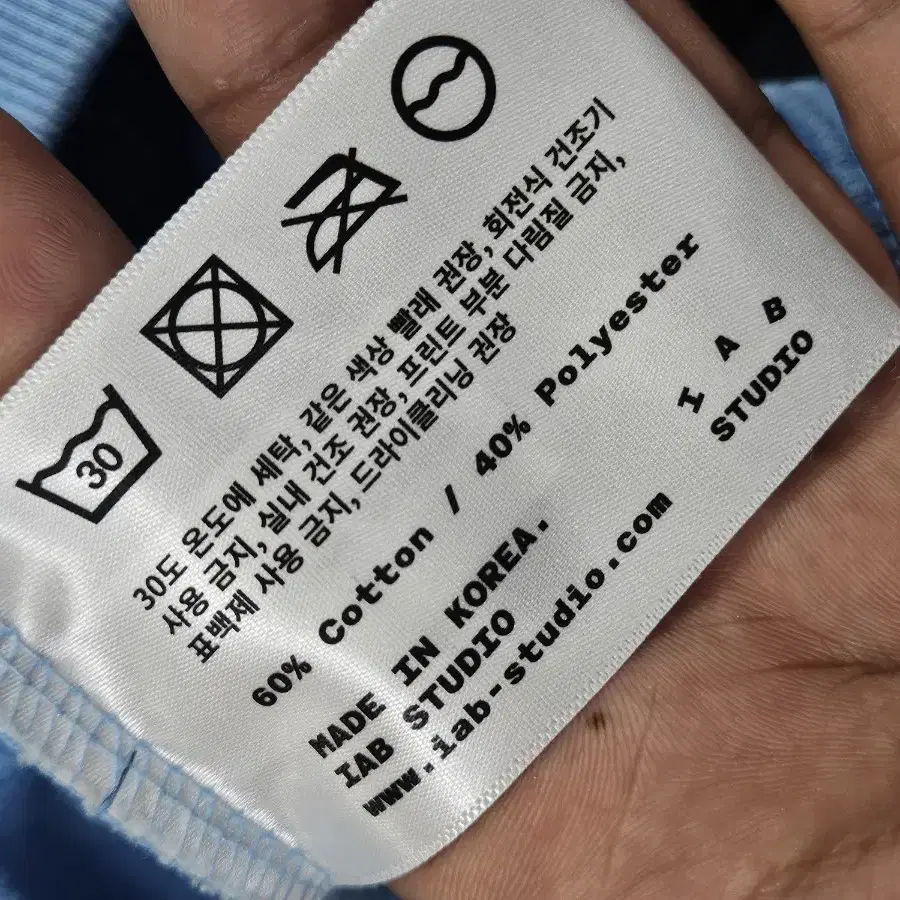 30
30도 온도에 세탁, 같은 색상 빨래 권장, 회전식 건조기
사용 금지, 실내 건조 권장, 프린트 부분 다림질 금지,
표백제 사용 금지, 드라이클리닝 권장
60% Cotton / 40% Polyester
MADE IN KOREA.
IAB STUDIO
www.iab-studio.com
I A B
STUDIO